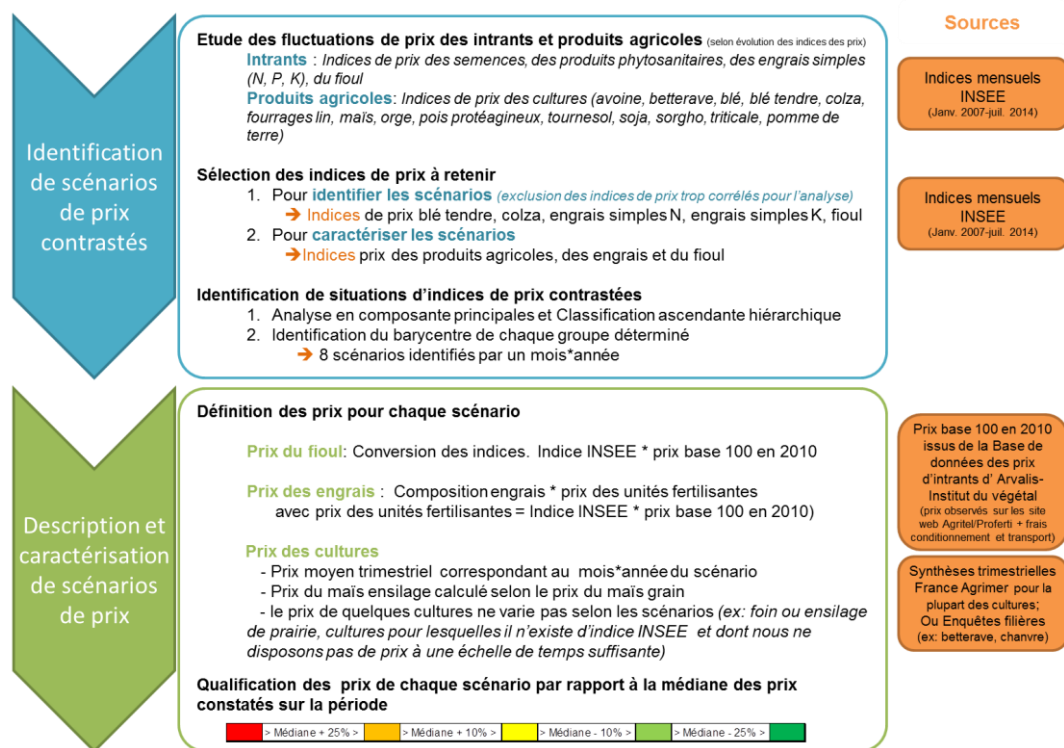 Sources
Etude des fluctuations de prix des intrants et produits agricoles (selon évolution des indices des prix)
Intrants : Indices de prix des semences, des produits phytosanitaires, des engrais simples
(N, P, K), du fioul
Produits agricoles: Indices de prix des cultures (avoine, betterave, blé, blé tendre, colza,
fourrages lin, maïs, orge, pois protéagineux, tournesol, soja, sorgho, triticale, pomme de
terre)
Indices mensuels
INSEE
(Janv. 2007-juil. 2014)
Identification
de scénarios
de prix
contrastés
Sélection des indices de prix à retenir
1. Pour identifier les scénarios (exclusion des indices de prix trop corrélés pour l'analyse)
➔ Indices de prix blé tendre, colza, engrais simples N, engrais simples K, fioul
2. Pour caractériser les scénarios
➔Indices prix des produits agricoles, des engrais et du fioul
Indices mensuels
INSEE
(Janv. 2007-juil. 2014)
Identification de situations d'indices de prix contrastées
1. Analyse en composante principales et Classification ascendante hiérarchique
2. Identification du barycentre de chaque groupe déterminé
➔ 8 scénarios identifiés par un mois*année
Description et
caractérisation
de scénarios
de prix
Définition des prix pour chaque scénario
Prix du fioul: Conversion des indices. Indice INSEE * prix base 100 en 2010
Prix des engrais : Composition engrais * prix des unités fertilisantes
avec prix des unités fertilisantes = Indice INSEE * prix base 100 en 2010)
Prix des cultures
- Prix moyen trimestriel correspondant au mois*année du scénario
- Prix du maïs ensilage calculé selon le prix du maïs grain
- le prix de quelques cultures ne varie pas selon les scénarios (ex: foin ou ensilage
de prairie, cultures pour lesquelles il n'existe d'indice INSEE et dont nous ne
disposons pas de prix à une échelle de temps suffisante)
Qualification des prix de chaque scénario par rapport à la médiane des prix
constatés sur la période
> Médiane + 25% >
> Médiane + 10% >
> Médiane - 10% >
> Médiane - 25% >
Prix base 100 en 2010
issus de la Base de
données des prix
d'intrants d' Arvalis-
Institut du végétal
(prix observés sur les site
web Agritel/Proferti + frais
conditionnement et transport)
Synthèses trimestrielles
France Agrimer pour la
plupart des cultures;
Ou Enquêtes filières
(ex: betterave, chanvre)